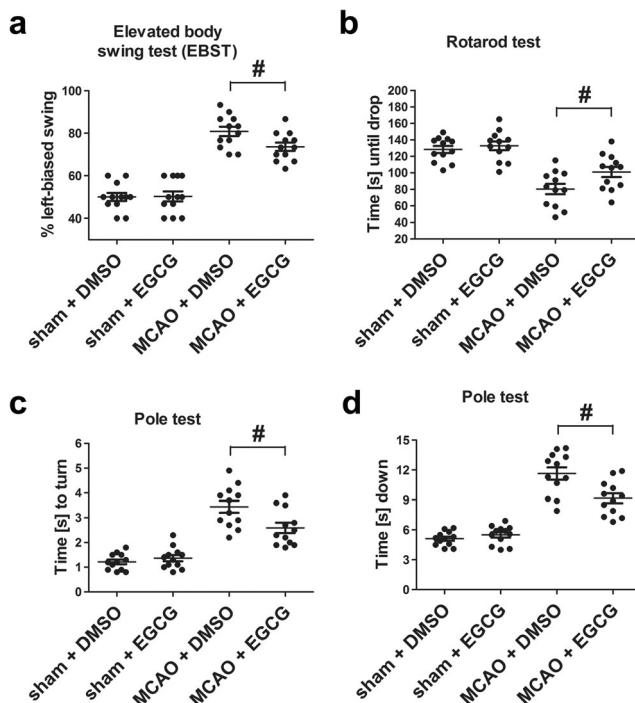 a
Elevated body
swing test (EBST)
#
% left-biased swing
100
80
60
40
sham + DMSO
sham + EGCG
MCAO + DMSO
MCAO + EGCG
b
Rotarod test
#
Time [s] until drop
200
180
160
140
120
100
80
60
40
20
sham + DMSO
sham + EGCG
MCAO + DMSO
MCAO + EGCG
c
Pole test
#
Time [s] to turn
6
5
4
3
2
1
0
sham + DMSO
sham + EGCG
MCAO + DMSO
MCAO + EGCG
d
Pole test
#
Time [s] down
15
12
9
6
3
0
sham + DMSO
sham + EGCG
MCAO + DMSO
MCAO + EGCG